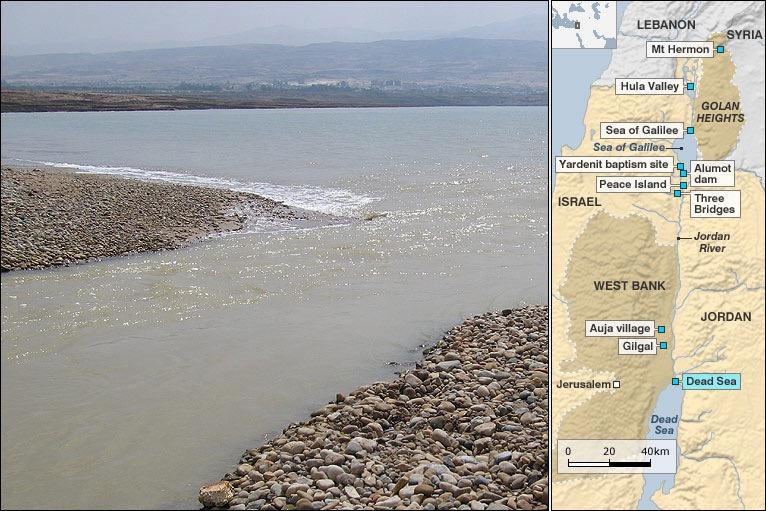 LEBANON
SYRIA
Mt Hermon
Hula Valley
GOLAN
HEIGHTS
Sea of Galilee
Sea of Galilee
Yardenit baptism site
Alumot
dam
Peace Island
Three
Bridges
ISRAEL
Jordan
River
WEST BANK
JORDAN
Auja village
Gilgal
Jerusalem
Dead Sea
Dead
Sea
0 20 40km